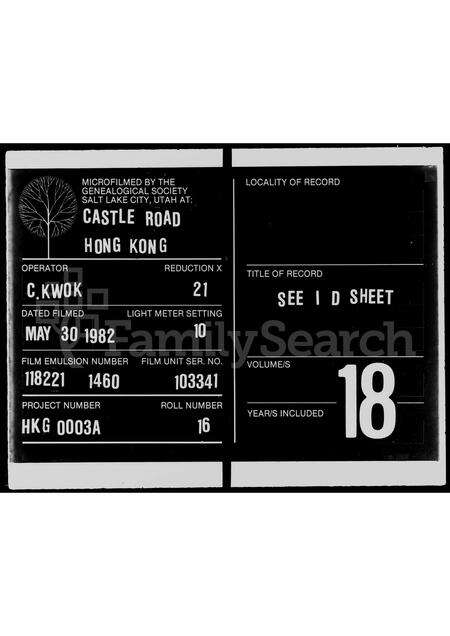 MICROFILMED BY THE
GENEALOGICAL SOCIETY
SALT LAKE CITY, UTAH AT:
CASTLE ROAD
HONG KONG
OPERATOR REDUCTION X
C.KWOK 21
DATED FILMED LIGHT METER SETTING
MAY 30 1982 10
FILM EMULSION NUMBER FILM UNIT SER. NO.
118221 1460 103341
PROJECT NUMBER ROLL NUMBER
HKG 0003A 16
LOCALITY OF RECORD
TITLE OF RECORD
SEE I D SHEET
VOLUME/S
18
YEAR/S INCLUDED
FamilySearch